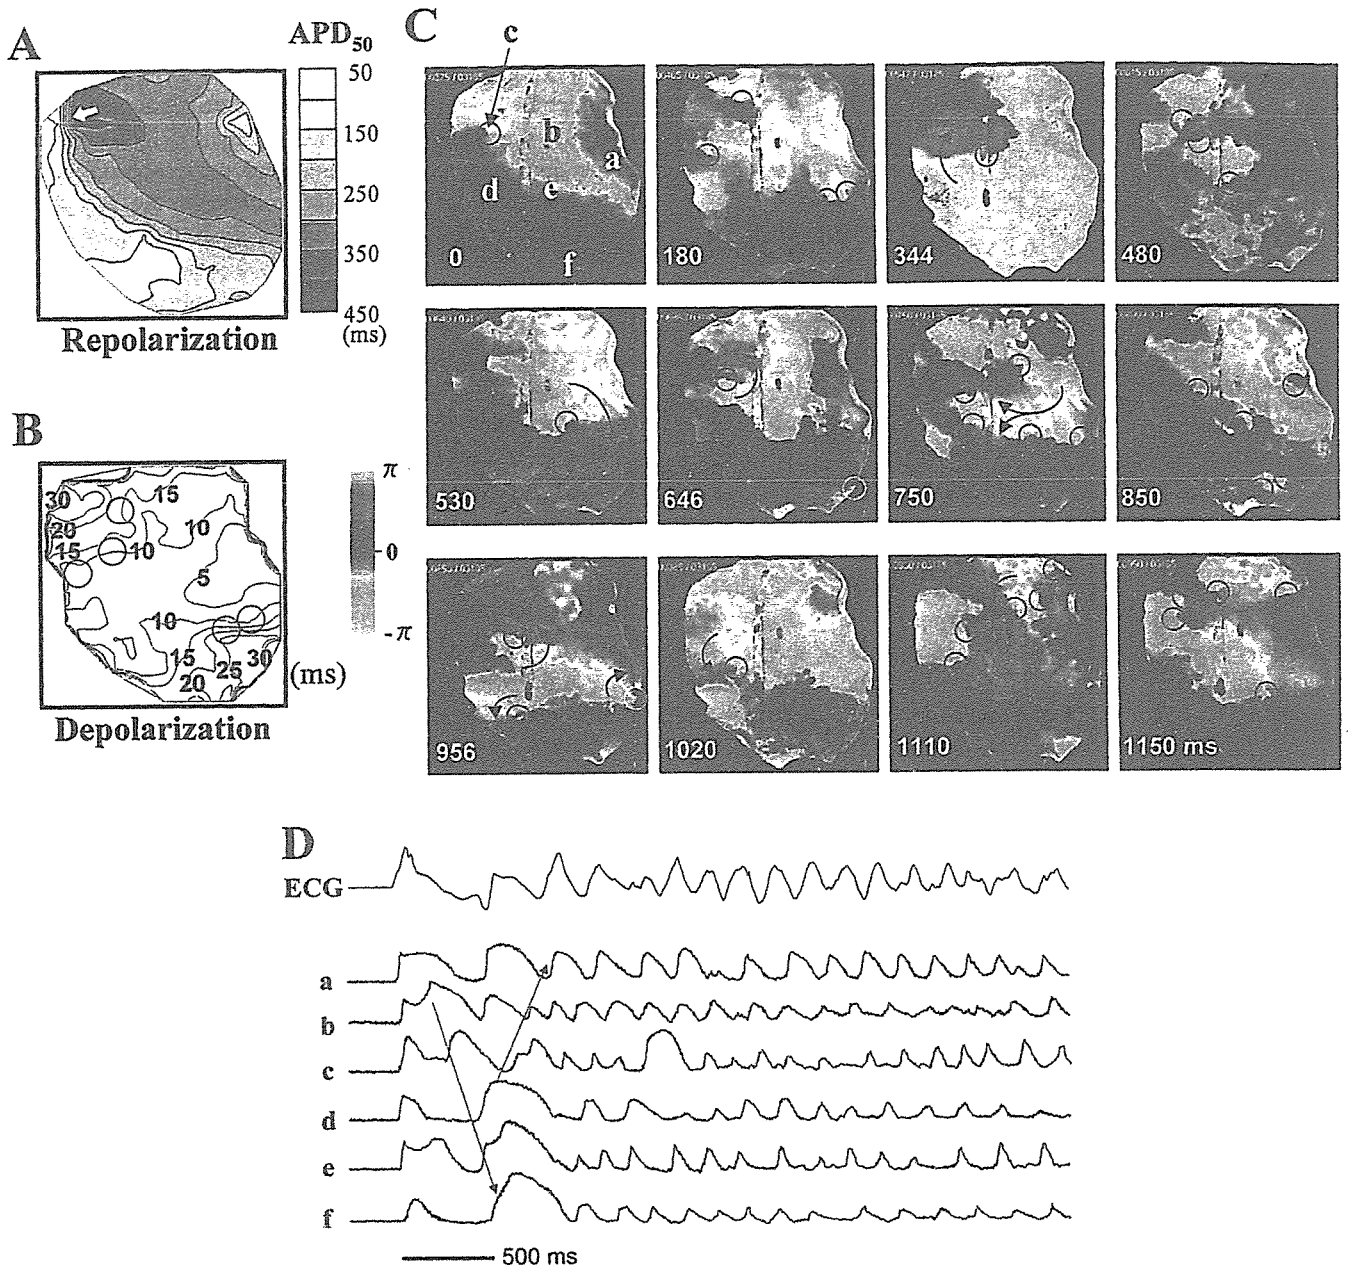 A
APD50
50
150
250
350
450
(ms)
Repolarization
B
30
15
20
10
15
10
5
10
15
25
30
20
(ms)
Depolarization
π
0
-π
C
c
b
a
d
e
f
0
180
344
480
530
646
750
850
956
1020
1110
1150 ms
D
ECG
a
b
c
d
e
f
500 ms